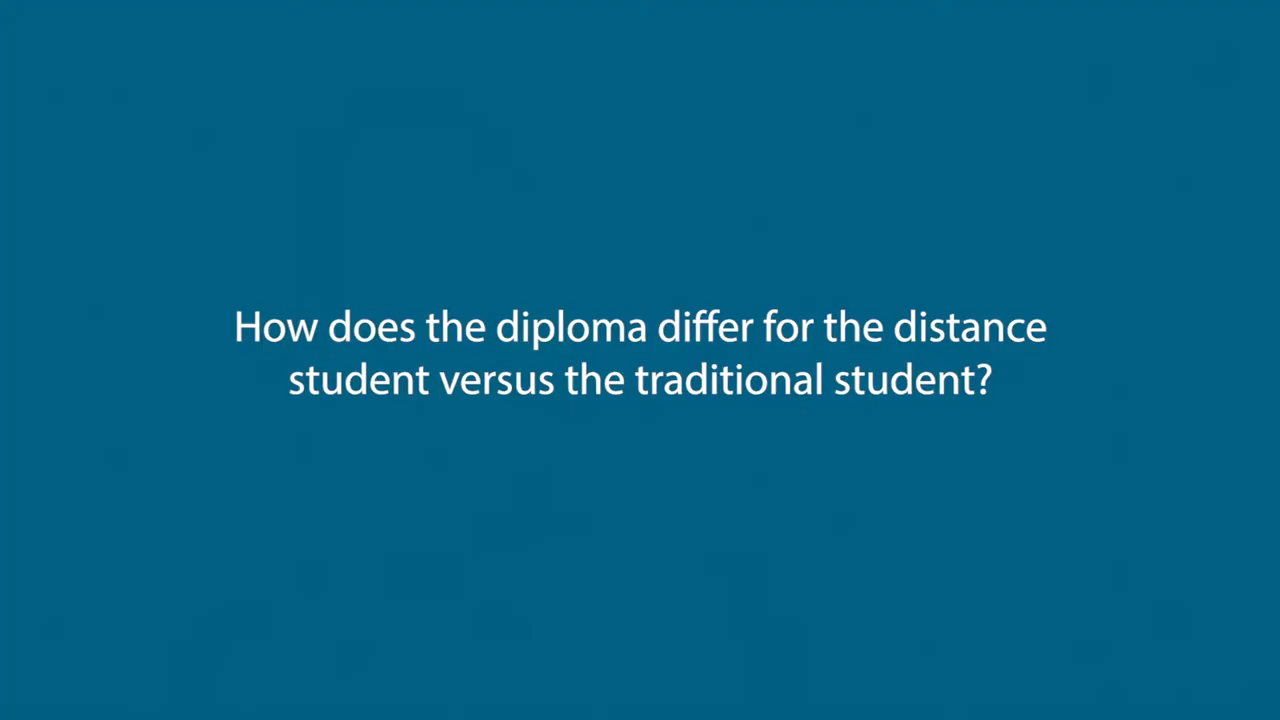 How does the diploma differ for the distance
student versus the traditional student?